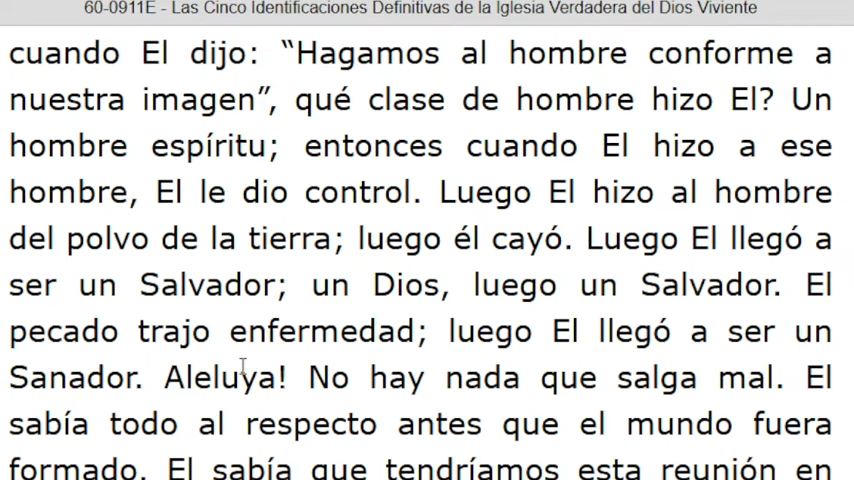 60-0911E - Las Cinco Identificaciones Definitivas de la Iglesia Verdadera del Dios Viviente
cuando El dijo: “Hagamos al hombre conforme a
nuestra imagen”, qué clase de hombre hizo El? Un
hombre espíritu; entonces cuando El hizo a ese
hombre, El le dio control. Luego El hizo al hombre
del polvo de la tierra; luego él cayó. Luego El llegó a
ser un Salvador; un Dios, luego un Salvador. El
pecado trajo enfermedad; luego El llegó a ser un
Sanador. Aleluya! No hay nada que salga mal. El
sabía todo al respecto antes que el mundo fuera
formado. El sabía que tendríamos esta reunión en